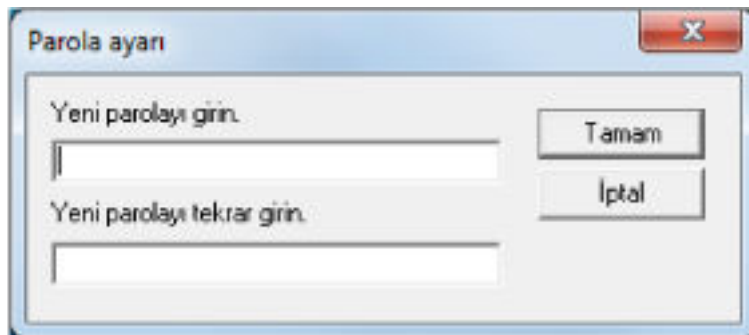 Parola ayarı
Yeni parolayı girin.
Tamam
İptal
Yeni parolayı tekrar girin.